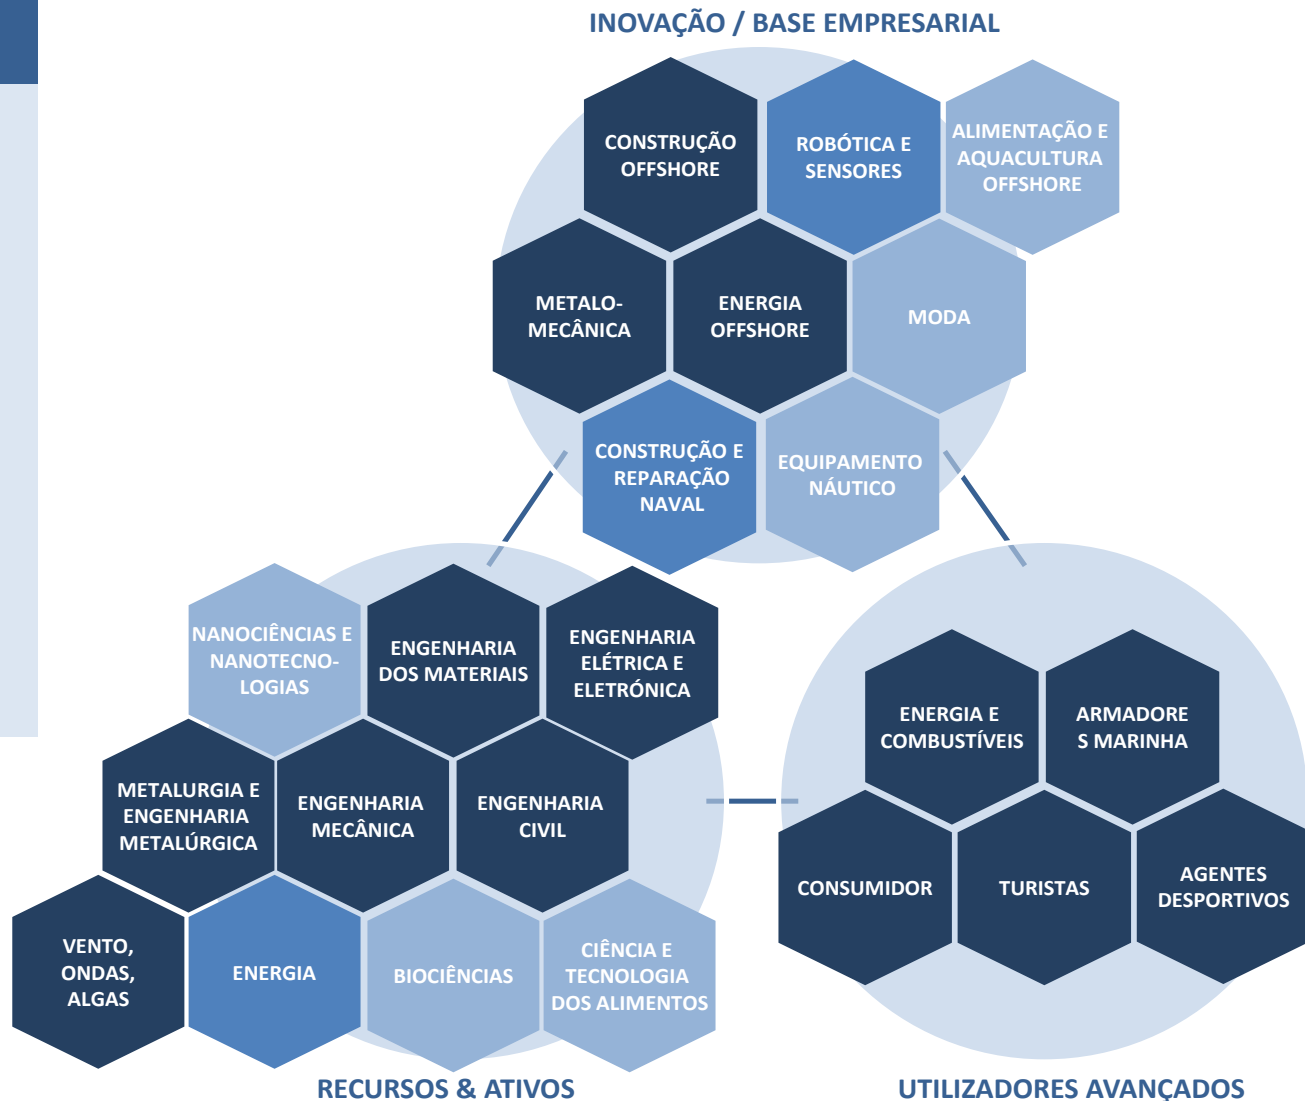 INOVAÇÃO / BASE EMPRESARIAL
CONSTRUÇÃO
OFFSHORE
ROBÓTICA E
SENSORES
ALIMENTAÇÃO E
AQUACULTURA
OFFSHORE
METALO-
MECÂNICA
ENERGIA
OFFSHORE
MODA
CONSTRUÇÃO E
REPARAÇÃO
NAVAL
EQUIPAMENTO
NÁUTICO
NANOCIÊNCIAS E
NANOTECNO-
LOGIAS
ENGENHARIA
DOS MATERIAIS
ENGENHARIA
ELÉTRICA E
ELETRÓNICA
METALURGIA E
ENGENHARIA
METALÚRGICA
ENGENHARIA
MECÂNICA
ENGENHARIA
CIVIL
VENTO,
ONDAS,
ALGAS
ENERGIA
BIOCIÊNCIAS
CIÊNCIA E
TECNOLOGIA
DOS ALIMENTOS
RECURSOS & ATIVOS
ENERGIA E
COMBUSTÍVEIS
ARMADORE
S MARINHA
CONSUMIDOR
TURISTAS
AGENTES
DESPORTIVOS
UTILIZADORES AVANÇADOS